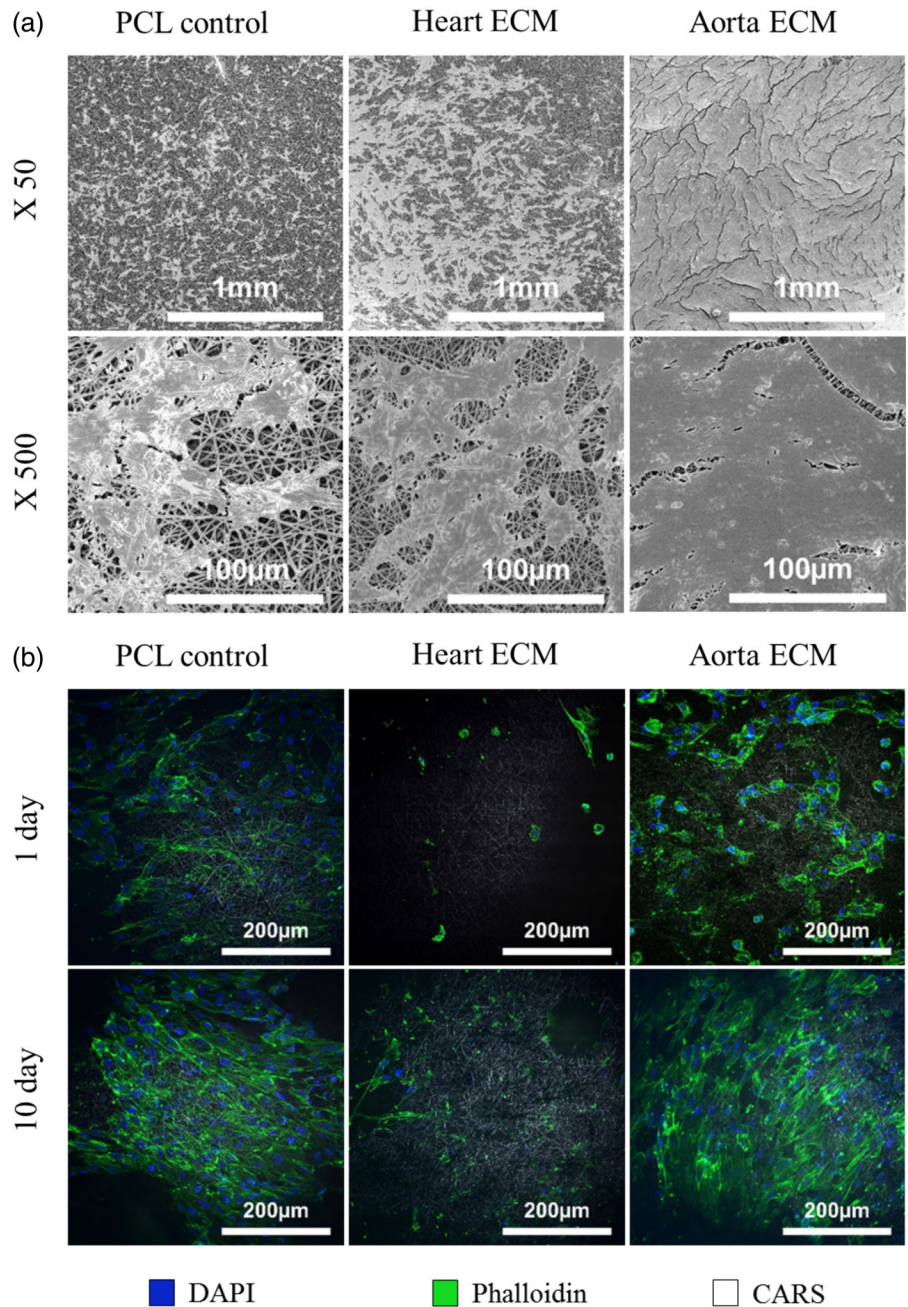 (a)
PCL control Heart ECM Aorta ECM
X 50
1mm 1mm 1mm
X 500
100µm 100µm 100µm
(b)
PCL control Heart ECM Aorta ECM
1 day
200µm 200µm 200µm
10 day
200µm 200µm 200µm
DAPI Phalloidin CARS